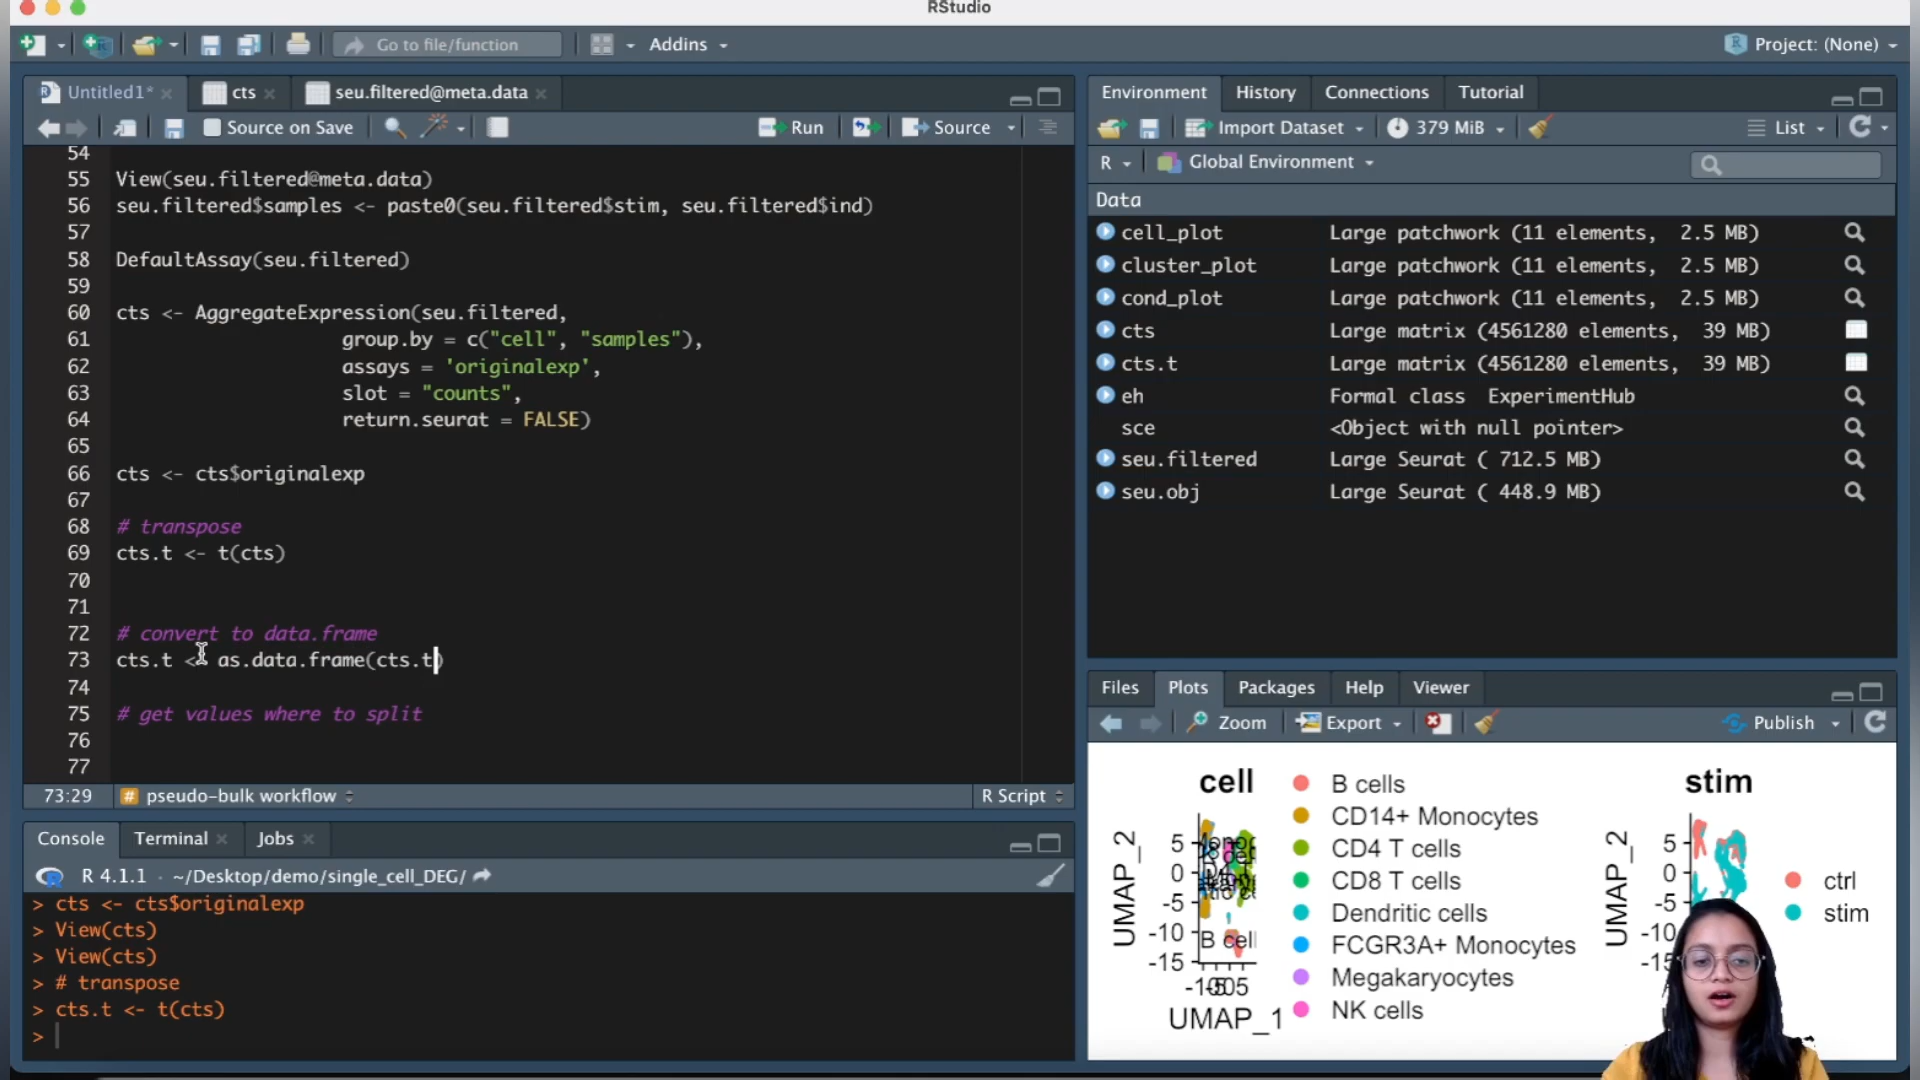 RStudio
Go to file/function
Addins
Project: (None)
Untitled1*
cts
seu.filtered@meta.data
Source on Save
Run
Source
54
55 View(seu.filtered@meta.data)
56 seu.filtered$samples <- paste0(seu.filtered$stim, seu.filtered$ind)
57
58 DefaultAssay(seu.filtered)
59
60 cts <- AggregateExpression(seu.filtered,
61 group.by = c("cell", "samples"),
62 assays = 'originalexp',
63 slot = "counts",
64 return.seurat = FALSE)
65
66 cts <- cts$originalexp
67
68 # transpose
69 cts.t <- t(cts)
70
71
72 # convert to data.frame
73 cts.t <- as.data.frame(cts.t)
74
75 # get values where to split
76
77
73:29
# pseudo-bulk workflow
R Script
Console
Terminal
Jobs
R 4.1.1 · ~/Desktop/demo/single_cell_DEG/
> cts <- cts$originalexp
> View(cts)
> View(cts)
> # transpose
> cts.t <- t(cts)
>
Environment
History
Connections
Tutorial
Import Dataset
379 MiB
List
R
Global Environment
Data
cell_plot Large patchwork (11 elements, 2.5 MB)
cluster_plot Large patchwork (11 elements, 2.5 MB)
cond_plot Large patchwork (11 elements, 2.5 MB)
cts Large matrix (4561280 elements, 39 MB)
cts.t Large matrix (4561280 elements, 39 MB)
eh Formal class ExperimentHub
sce <Object with null pointer>
seu.filtered Large Seurat ( 712.5 MB)
seu.obj Large Seurat ( 448.9 MB)
Files
Plots
Packages
Help
Viewer
Zoom
Export
Publish
cell
UMAP_2
5
0
-5
-10
-15
B cell
UMAP_1
B cells
CD14+ Monocytes
CD4 T cells
CD8 T cells
Dendritic cells
FCGR3A+ Monocytes
Megakaryocytes
NK cells
stim
UMAP_2
5
0
-5
-10
ctrl
stim